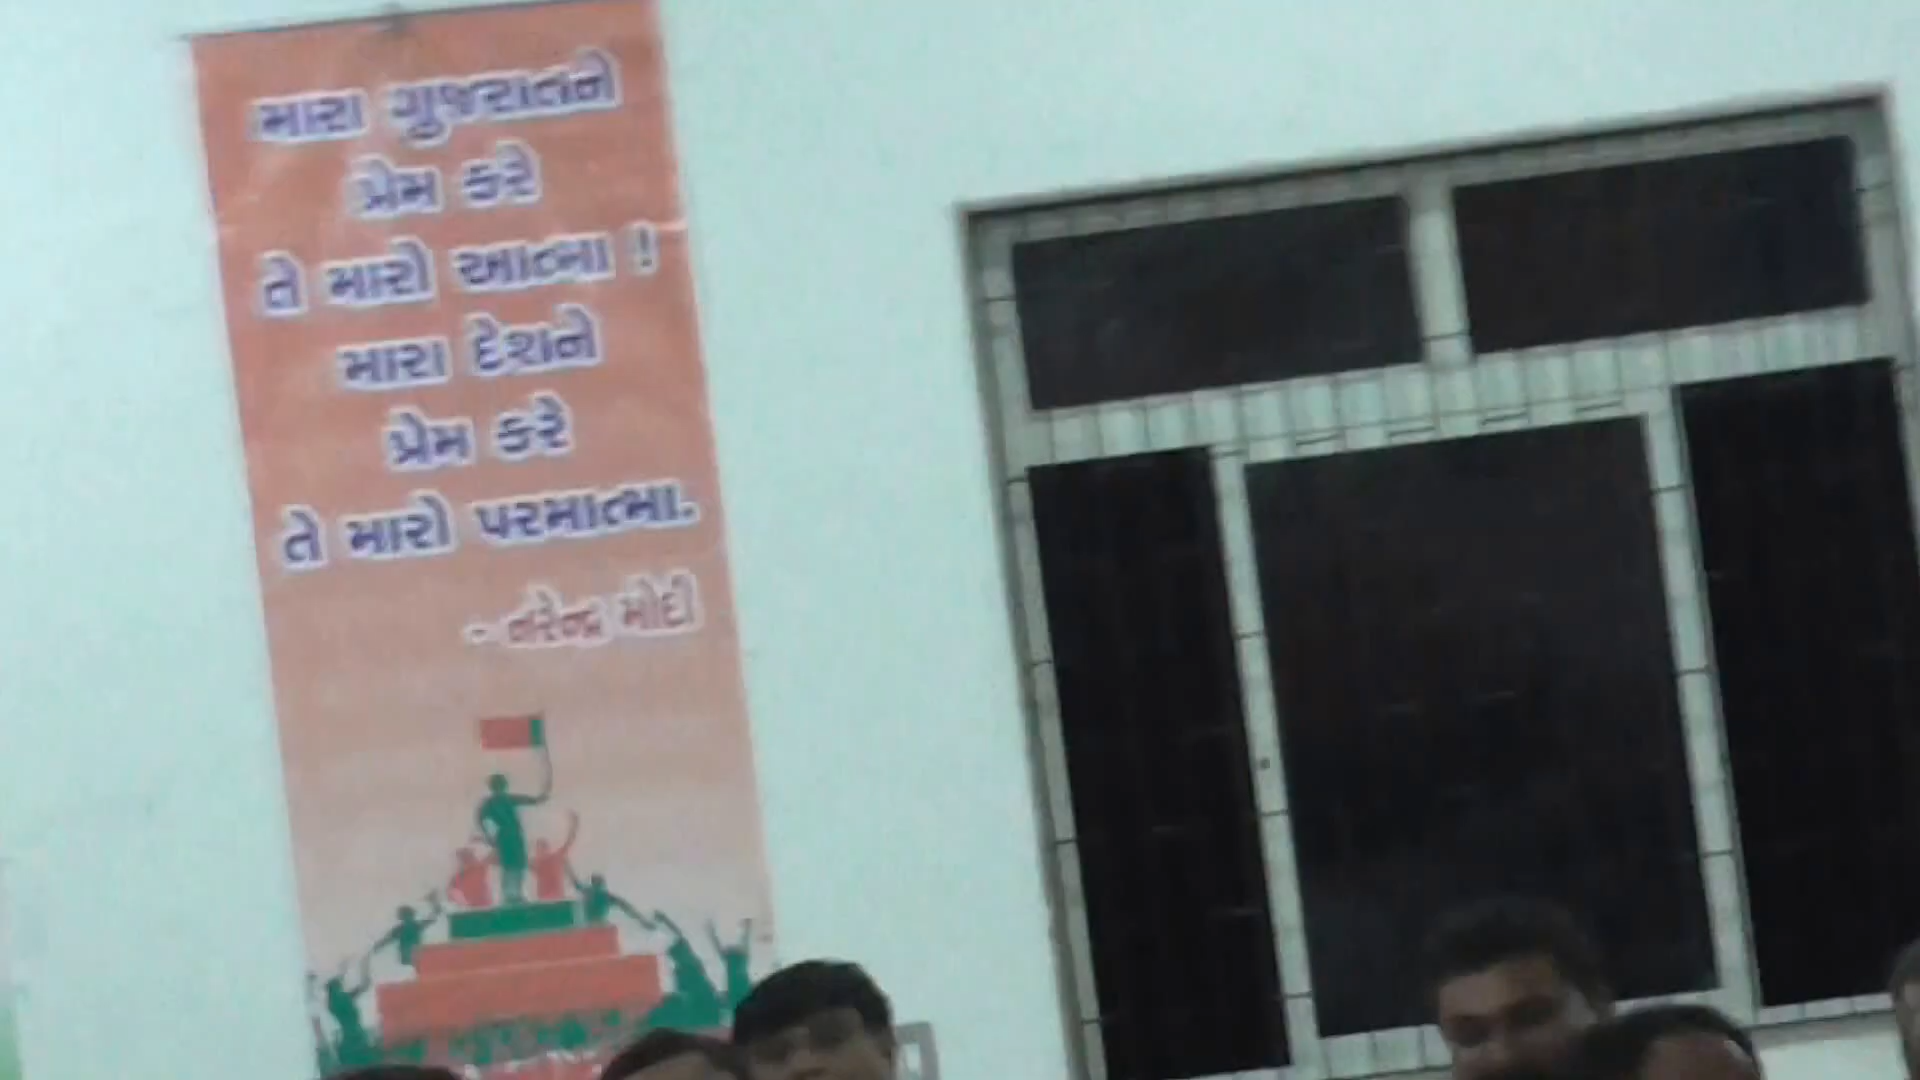 મારા ગુજરાતને
પ્રેમ કરે
તે મારો આત્મા !
મારા દેશને
પ્રેમ કરે
તે મારો પરમાત્મા.
- નરેન્દ્ર મોદી